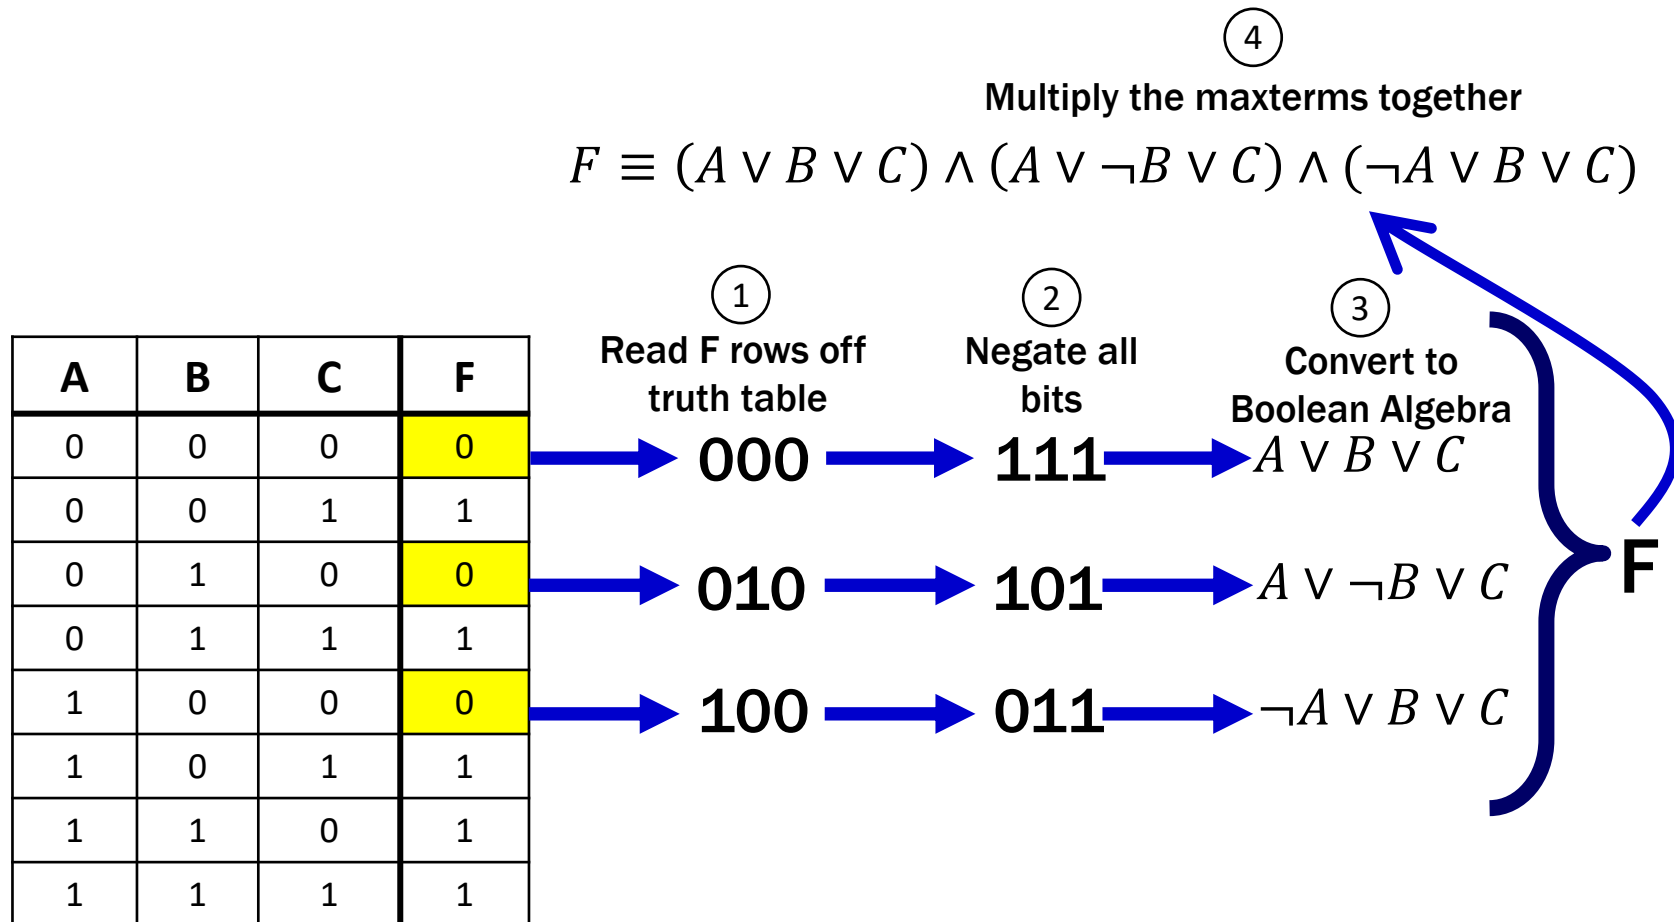 4
Multiply the maxterms together
F ≡ (A ∨ B ∨ C) ∧ (A ∨ ¬B ∨ C) ∧ (¬A ∨ B ∨ C)
1
Read F rows off
truth table
2
Negate all
bits
3
Convert to
Boolean Algebra
A B C F
0 0 0 0
000 111 A ∨ B ∨ C
0 0 1 1
0 1 0 0
010 101 A ∨ ¬B ∨ C
F
0 1 1 1
1 0 0 0
100 011 ¬A ∨ B ∨ C
1 0 1 1
1 1 0 1
1 1 1 1